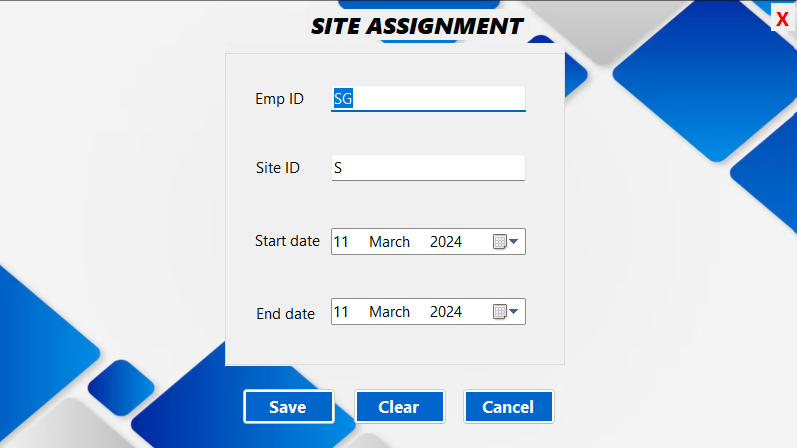 SITE ASSIGNMENT
X
Emp ID SG
Site ID S
Start date 11 March 2024
End date 11 March 2024
Save Clear Cancel